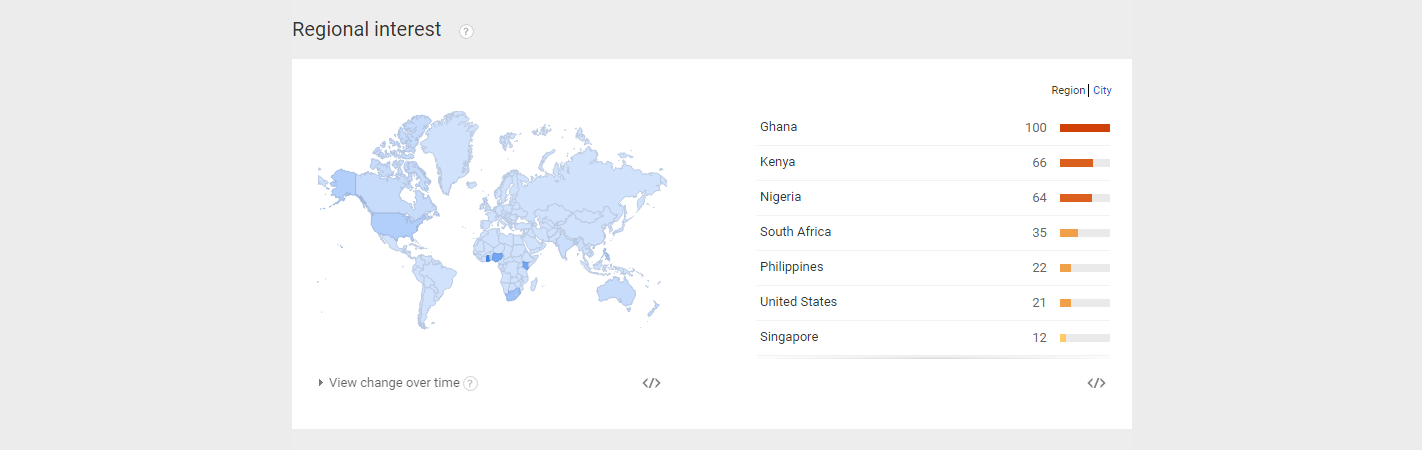 Regional interest ?
Region City
Ghana 100
Kenya 66
Nigeria 64
South Africa 35
Philippines 22
United States 21
Singapore 12
View change over time ? </> </>